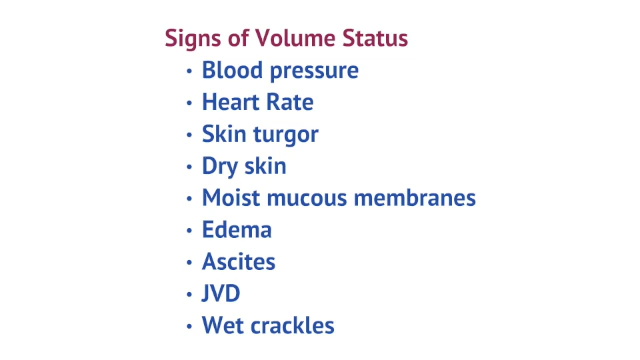 Signs of Volume Status
• Blood pressure
• Heart Rate
• Skin turgor
• Dry skin
• Moist mucous membranes
• Edema
• Ascites
• JVD
• Wet crackles